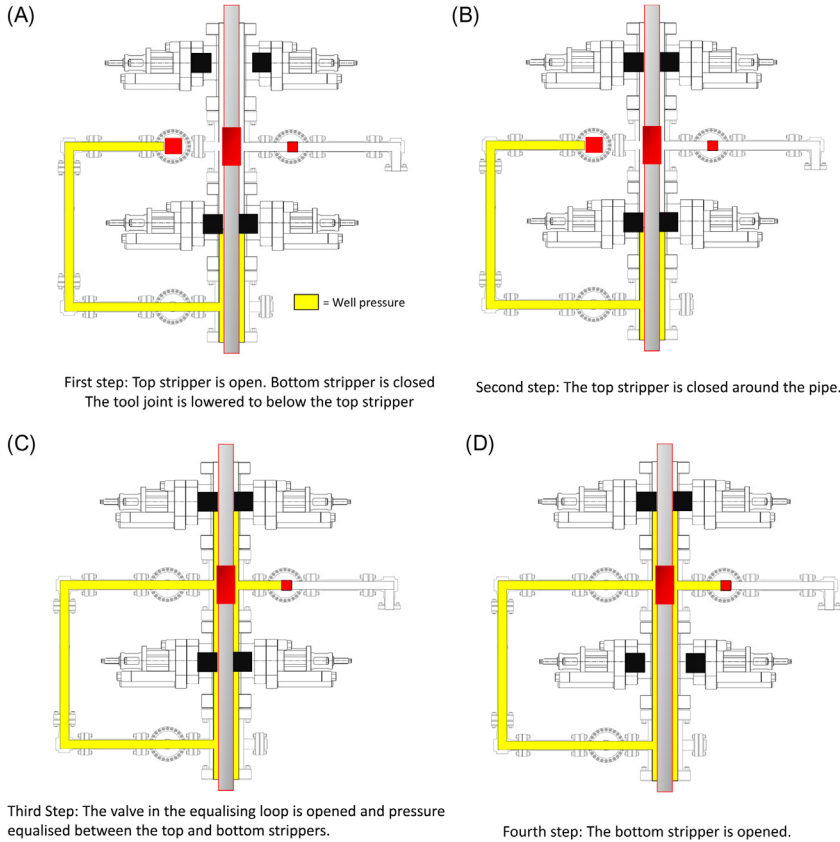 (A)
(B)
= Well pressure
First step: Top stripper is open. Bottom stripper is closed
The tool joint is lowered to below the top stripper
Second step: The top stripper is closed around the pipe.
(C)
(D)
Third Step: The valve in the equalising loop is opened and pressure
equalised between the top and bottom strippers.
Fourth step: The bottom stripper is opened.